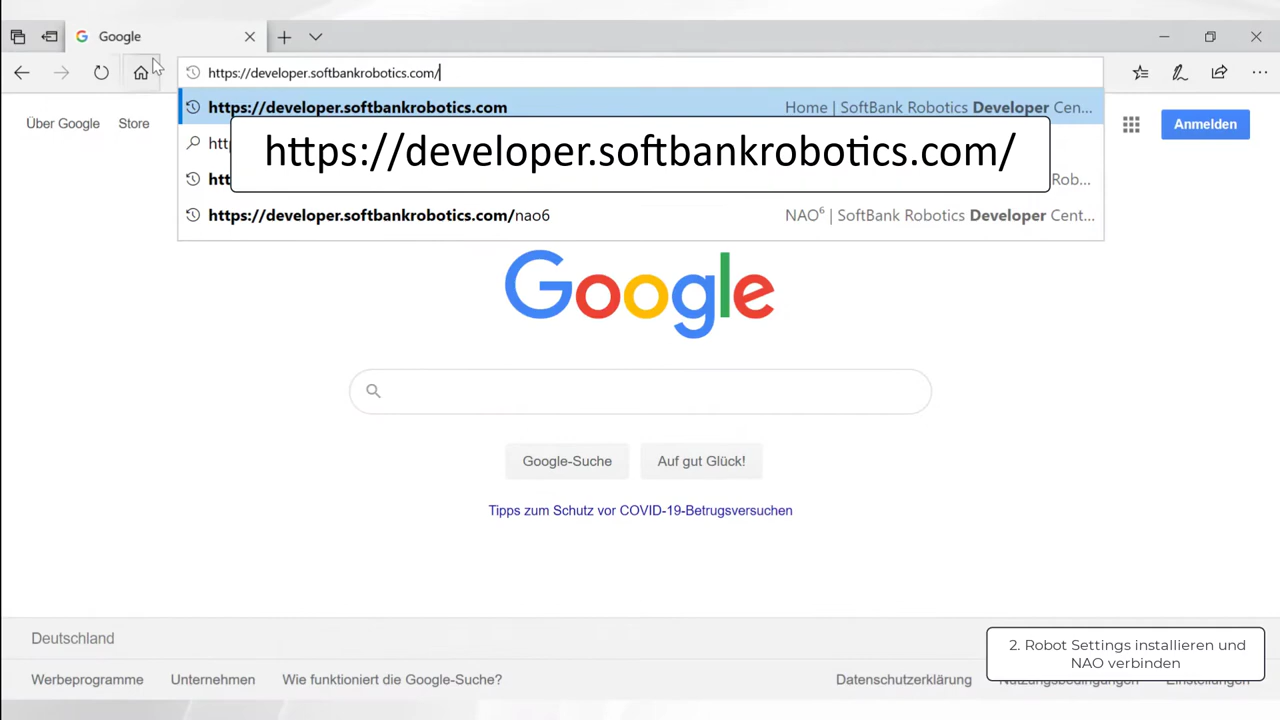 Google
https://developer.softbankrobotics.com/
https://developer.softbankrobotics.com Home | SoftBank Robotics Developer Cen...
Über Google Store
Anmelden
https://developer.softbankrobotics.com/
https://developer.softbankrobotics.com/nao6 NAO⁶ | SoftBank Robotics Developer Cent...
Google
Google-Suche Auf gut Glück!
Tipps zum Schutz vor COVID-19-Betrugsversuchen
Deutschland
2. Robot Settings installieren und
NAO verbinden
Werbeprogramme Unternehmen Wie funktioniert die Google-Suche? Datenschutzerklärung